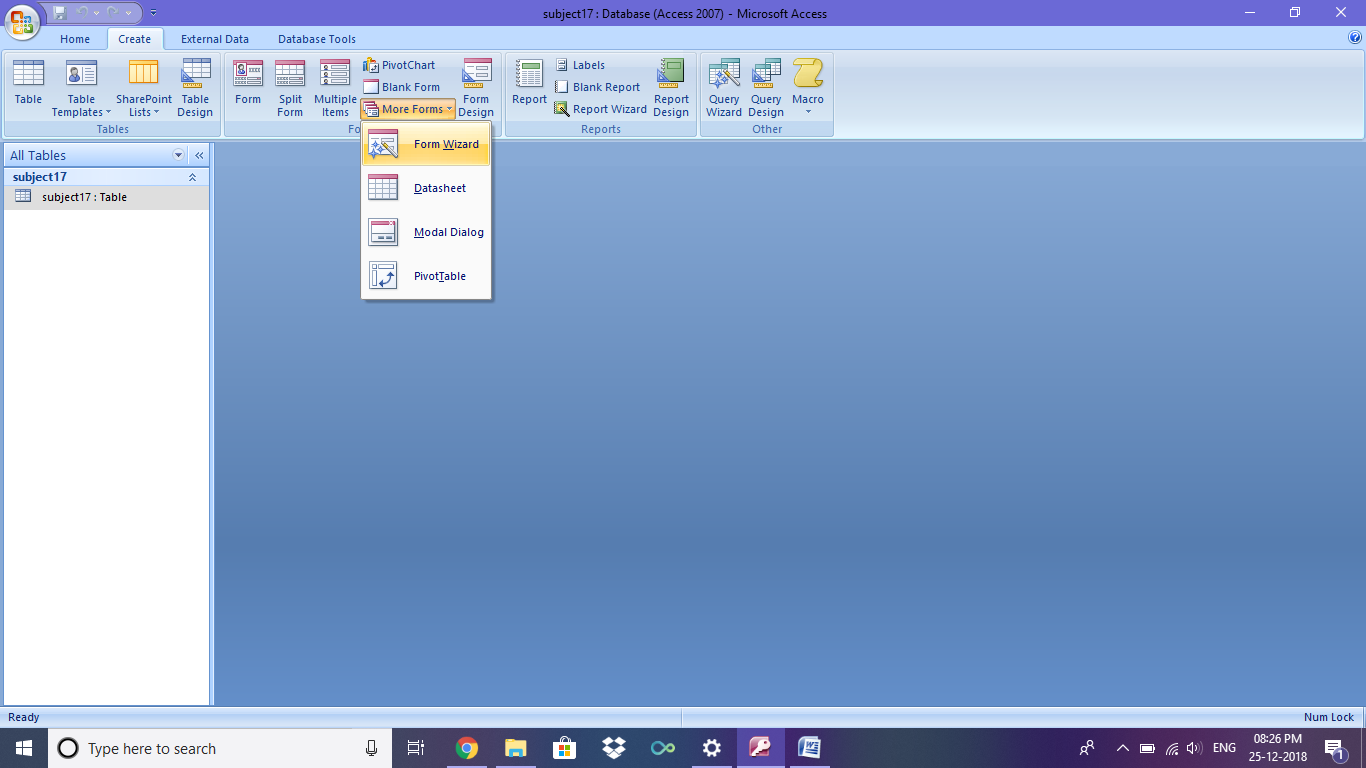 subject17 : Database (Access 2007) - Microsoft Access
Home Create External Data Database Tools
Table
Table Templates
SharePoint Lists
Table Design
Tables
Form
Split Form
Multiple Items
PivotChart
Blank Form
More Forms
Form Design
Fo
Report
Labels
Blank Report
Report Wizard
Report Design
Reports
Query Wizard
Query Design
Macro
Other
Form Wizard
Datasheet
Modal Dialog
PivotTable
All Tables
subject17
subject17 : Table
Ready
Num Lock
Type here to search
ENG
08:26 PM
25-12-2018
1